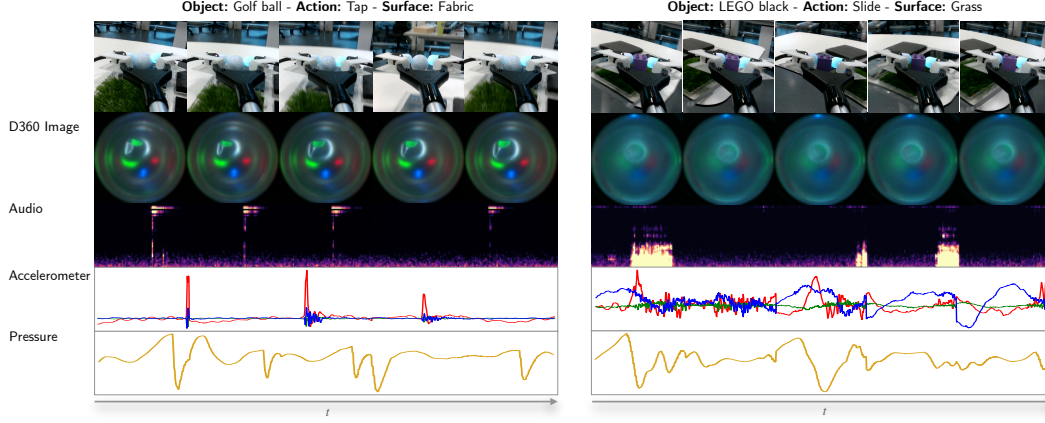 Object: Golf ball - Action: Tap - Surface: Fabric
Object: LEGO black - Action: Slide - Surface: Grass
D360 Image
Audio
Accelerometer
Pressure
t
t